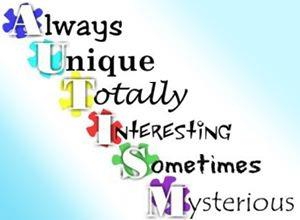 Always
Unique
Totally
Interesting
Sometimes
Mysterious